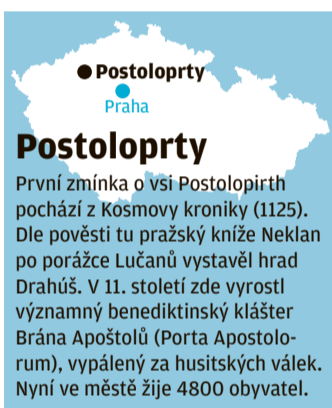 Postoloprty
Praha
Postoloprty
První zmínka o vsi Postolopirth
pochází z Kosmovy kroniky (1125).
Dle pověsti tu pražský kníže Neklan
po porážce Lučanů vystavěl hrad
Drahúš. V 11. století zde vyrostl
významný benediktinský klášter
Brána Apoštolů (Porta Apostolo-
rum), vypálený za husitských válek.
Nyní ve městě žije 4800 obyvatel.